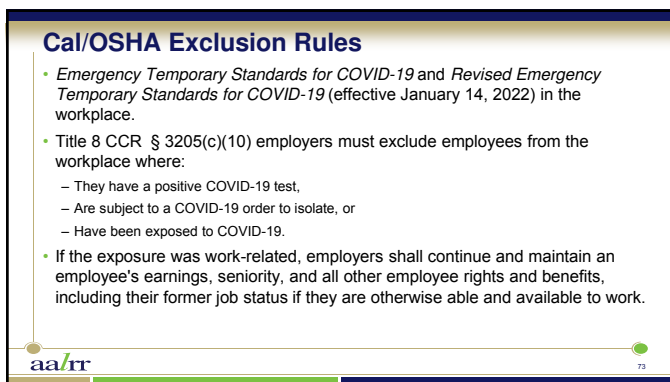 Cal/OSHA Exclusion Rules
• Emergency Temporary Standards for COVID-19 and Revised Emergency
Temporary Standards for COVID-19 (effective January 14, 2022) in the
workplace.
• Title 8 CCR § 3205(c)(10) employers must exclude employees from the
workplace where:
– They have a positive COVID-19 test,
– Are subject to a COVID-19 order to isolate, or
– Have been exposed to COVID-19.
• If the exposure was work-related, employers shall continue and maintain an
employee's earnings, seniority, and all other employee rights and benefits,
including their former job status if they are otherwise able and available to work.
aalrr
73